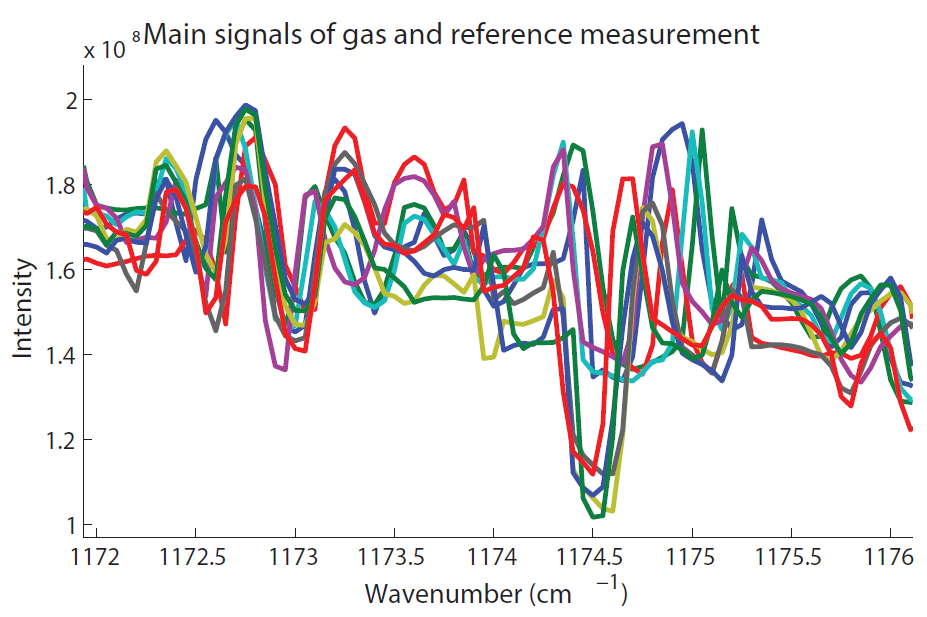 x 10 8 Main signals of gas and reference measurement
2
1.8
1.6
1.4
1.2
1
Intensity
1172 1172.5 1173 1173.5 1174 1174.5 1175 1175.5 1176
Wavenumber (cm −1)